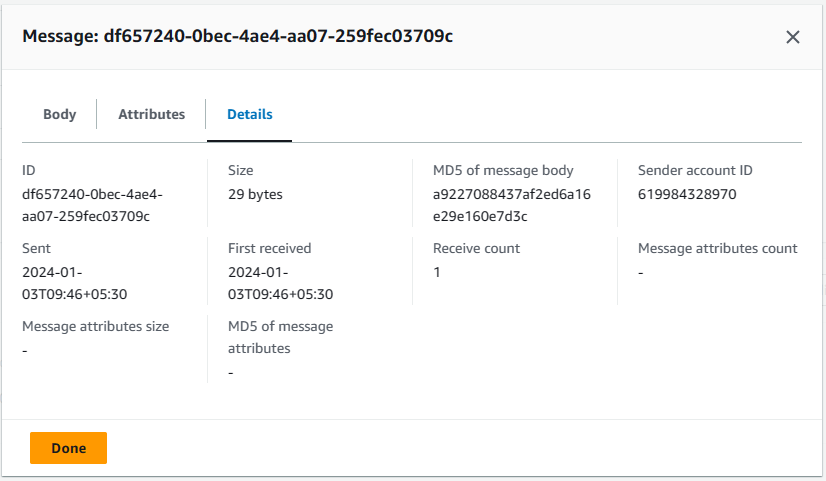 Message: df657240-0bec-4ae4-aa07-259fec03709c
Body
Attributes
Details
ID
df657240-0bec-4ae4-
aa07-259fec03709c
Size
29 bytes
MD5 of message body
a9227088437af2ed6a16
e29e160e7d3c
Sender account ID
619984328970
Sent
2024-01-
03T09:46+05:30
First received
2024-01-
03T09:46+05:30
Receive count
1
Message attributes count
-
Message attributes size
-
MD5 of message
attributes
-
Done